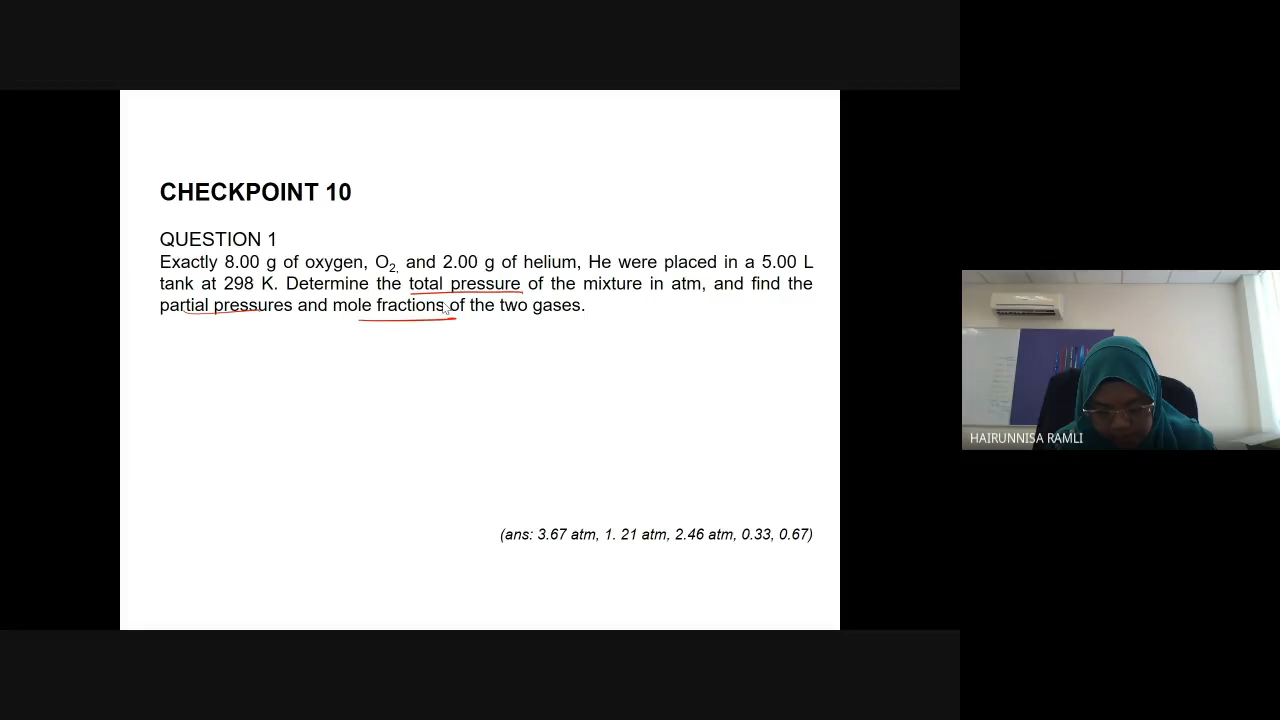 CHECKPOINT 10
QUESTION 1
Exactly 8.00 g of oxygen, O2, and 2.00 g of helium, He were placed in a 5.00 L
tank at 298 K. Determine the total pressure of the mixture in atm, and find the
partial pressures and mole fractions of the two gases.
(ans: 3.67 atm, 1. 21 atm, 2.46 atm, 0.33, 0.67)
HAIRUNNISA RAMLI